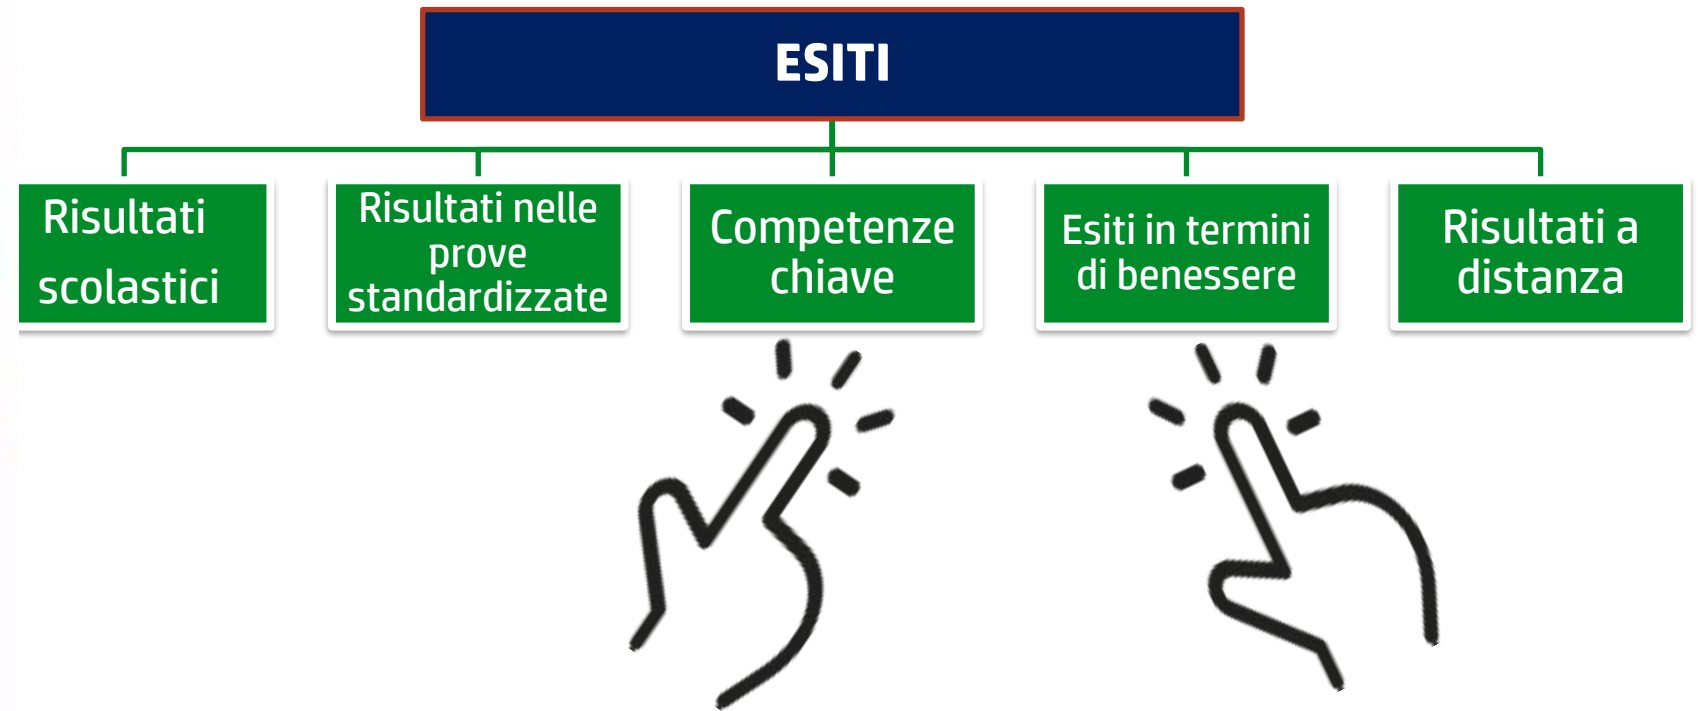 ESITI
Risultati
scolastici
Risultati nelle
prove
standardizzate
Competenze
chiave
Esiti in termini
di benessere
Risultati a
distanza